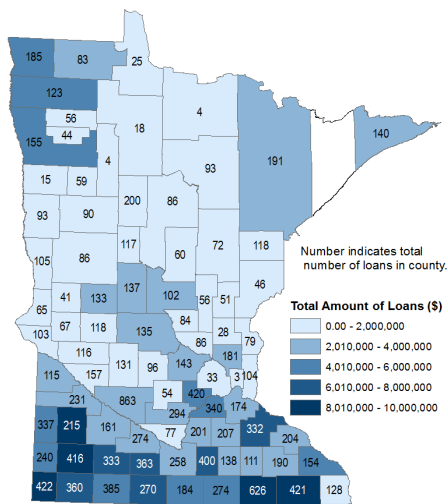 185 83 25
123 4
56 18
44
155 4 93 191 140
15 59 200 86
93 90
117 72 118
105 86 60
46
137
41 133 102 56 51
65
67 118 135 84 28 79
103 86
116 143 181
157 131 96 33 3 104
115
231 863 54 420
294 340 174
337 215 161 77 201 207 332 204
274
240 416 333 363 258 400 138 111 190 154
422 360 385 270 184 274 626 421 128
Number indicates total
number of loans in county.
Total Amount of Loans ($)
0.00 - 2,000,000
2,010,000 - 4,000,000
4,010,000 - 6,000,000
6,010,000 - 8,000,000
8,010,000 - 10,000,000